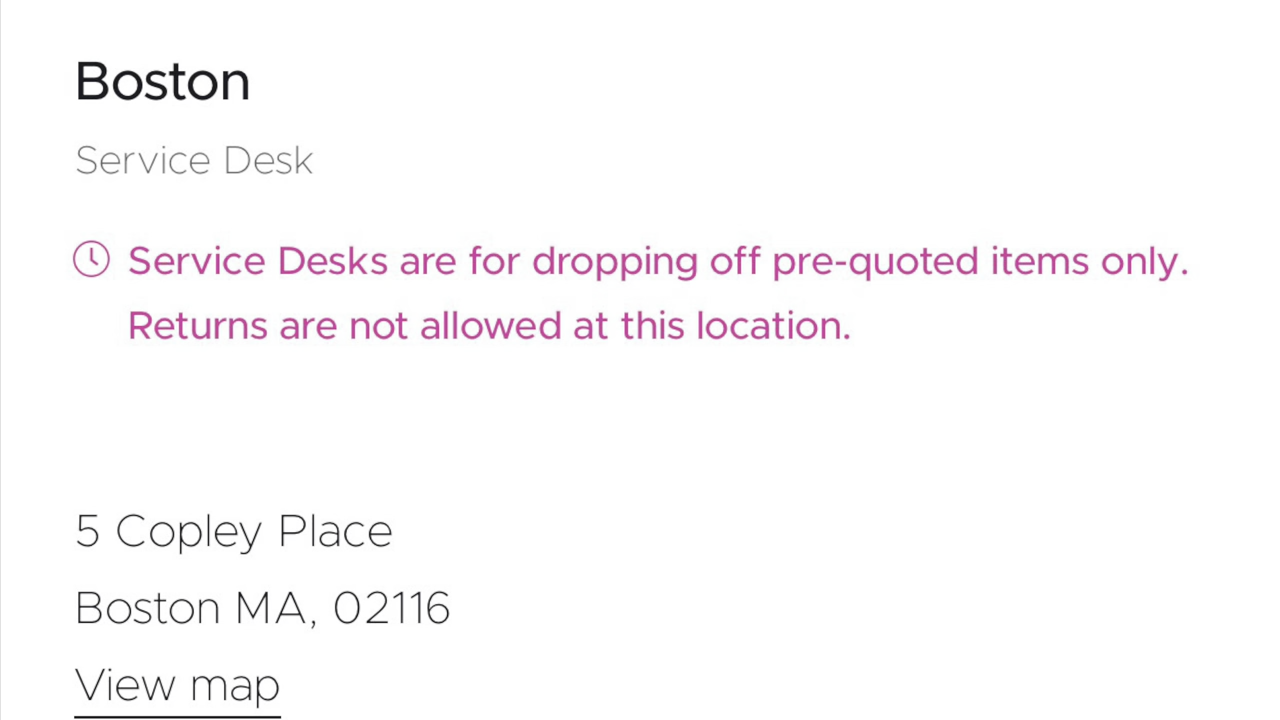 Boston
Service Desk
Service Desks are for dropping off pre-quoted items only.
Returns are not allowed at this location.
5 Copley Place
Boston MA, 02116
View map